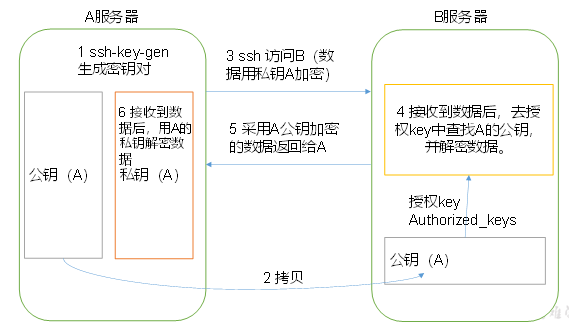 A服务器
B服务器
1 ssh-key-gen
生成密钥对
3 ssh 访问B（数
据用私钥A加密）
6 接收到数
据后，用A的
私钥解密数
据
私钥（A）
公钥（A）
4 接收到数据后，去授
权key中查找A的公钥，
并解密数据。
5 采用A公钥加密
的数据返回给A
授权key
Authorized_keys
公钥（A）
2 拷贝